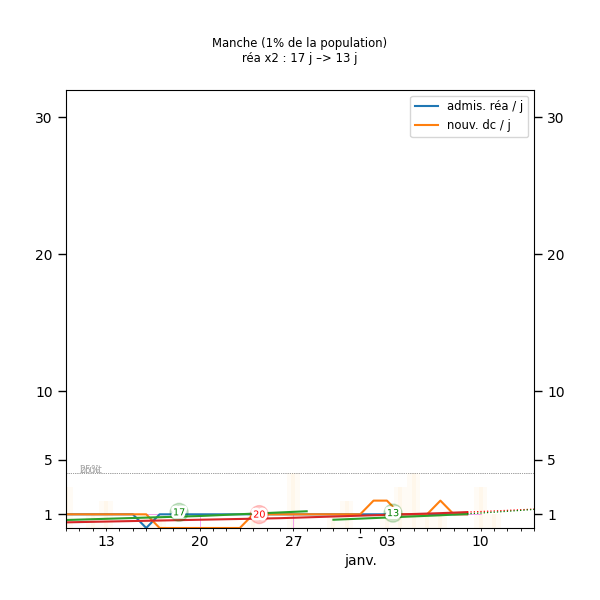 Manche (1% de la population)
réa x2 : 17 j –> 13 j
admis. réa / j
nouv. dc / j
30 30
20 20
10 10
5 5
1 1
17
20
13
13 20 27 - 03 10
janv.